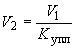 V₂ = V₁ / Kупл